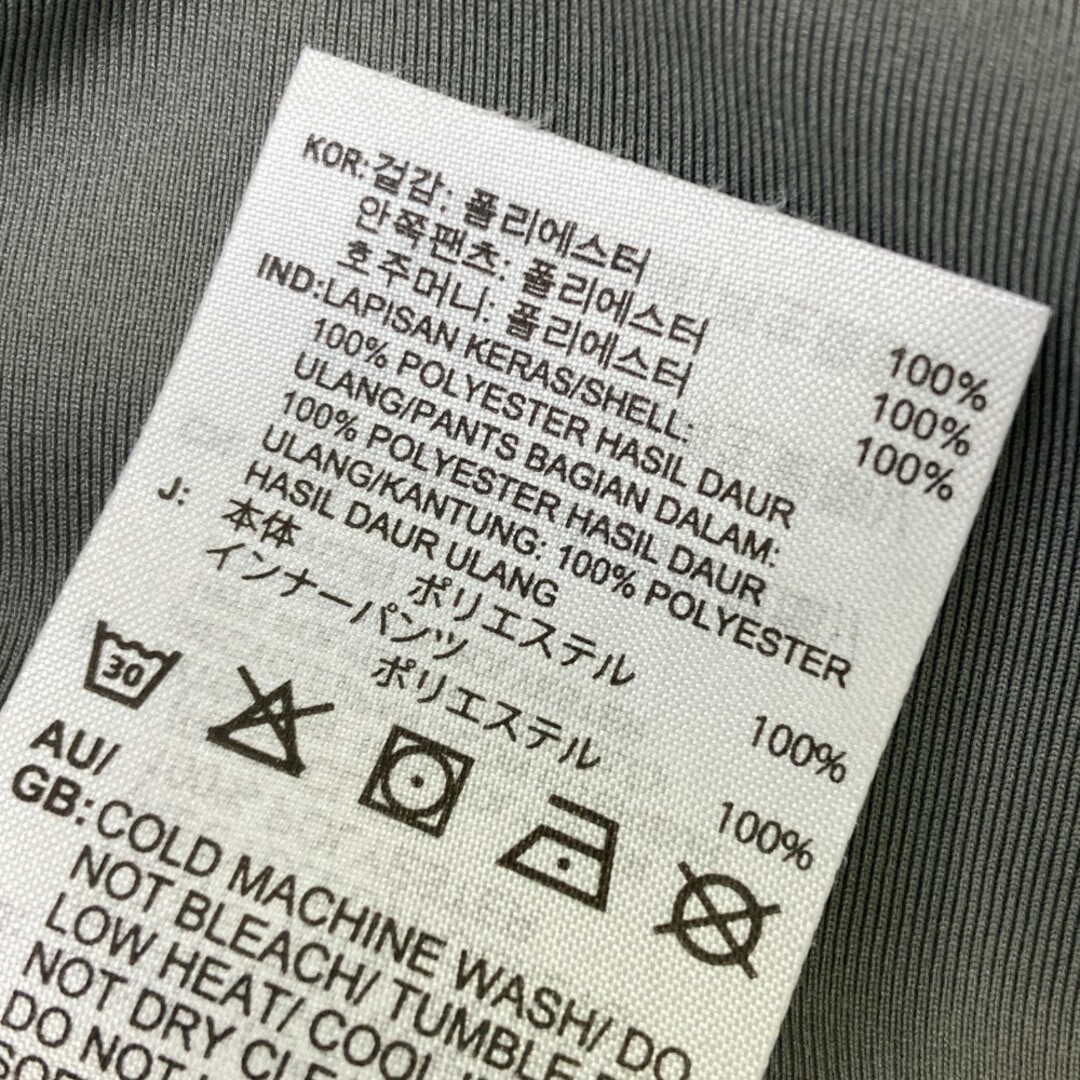 KOR:겉감: 폴리에스터 100%
안쪽팬츠: 폴리에스터 100%
호주머니: 폴리에스터 100%
IND:LAPISAN KERAS/SHELL:
100% POLYESTER HASIL DAUR
ULANG/PANTS BAGIAN DALAM:
100% POLYESTER HASIL DAUR
ULANG/KANTUNG: 100% POLYESTER
HASIL DAUR ULANG
J: 本体
ポリエステル 100%
インナーパンツ
ポリエステル 100%
30
AU/
GB:COLD MACHINE WASH/ DO
NOT BLEACH/ TUMBLE
LOW HEAT/ COOL
NOT DRY
DO NOT